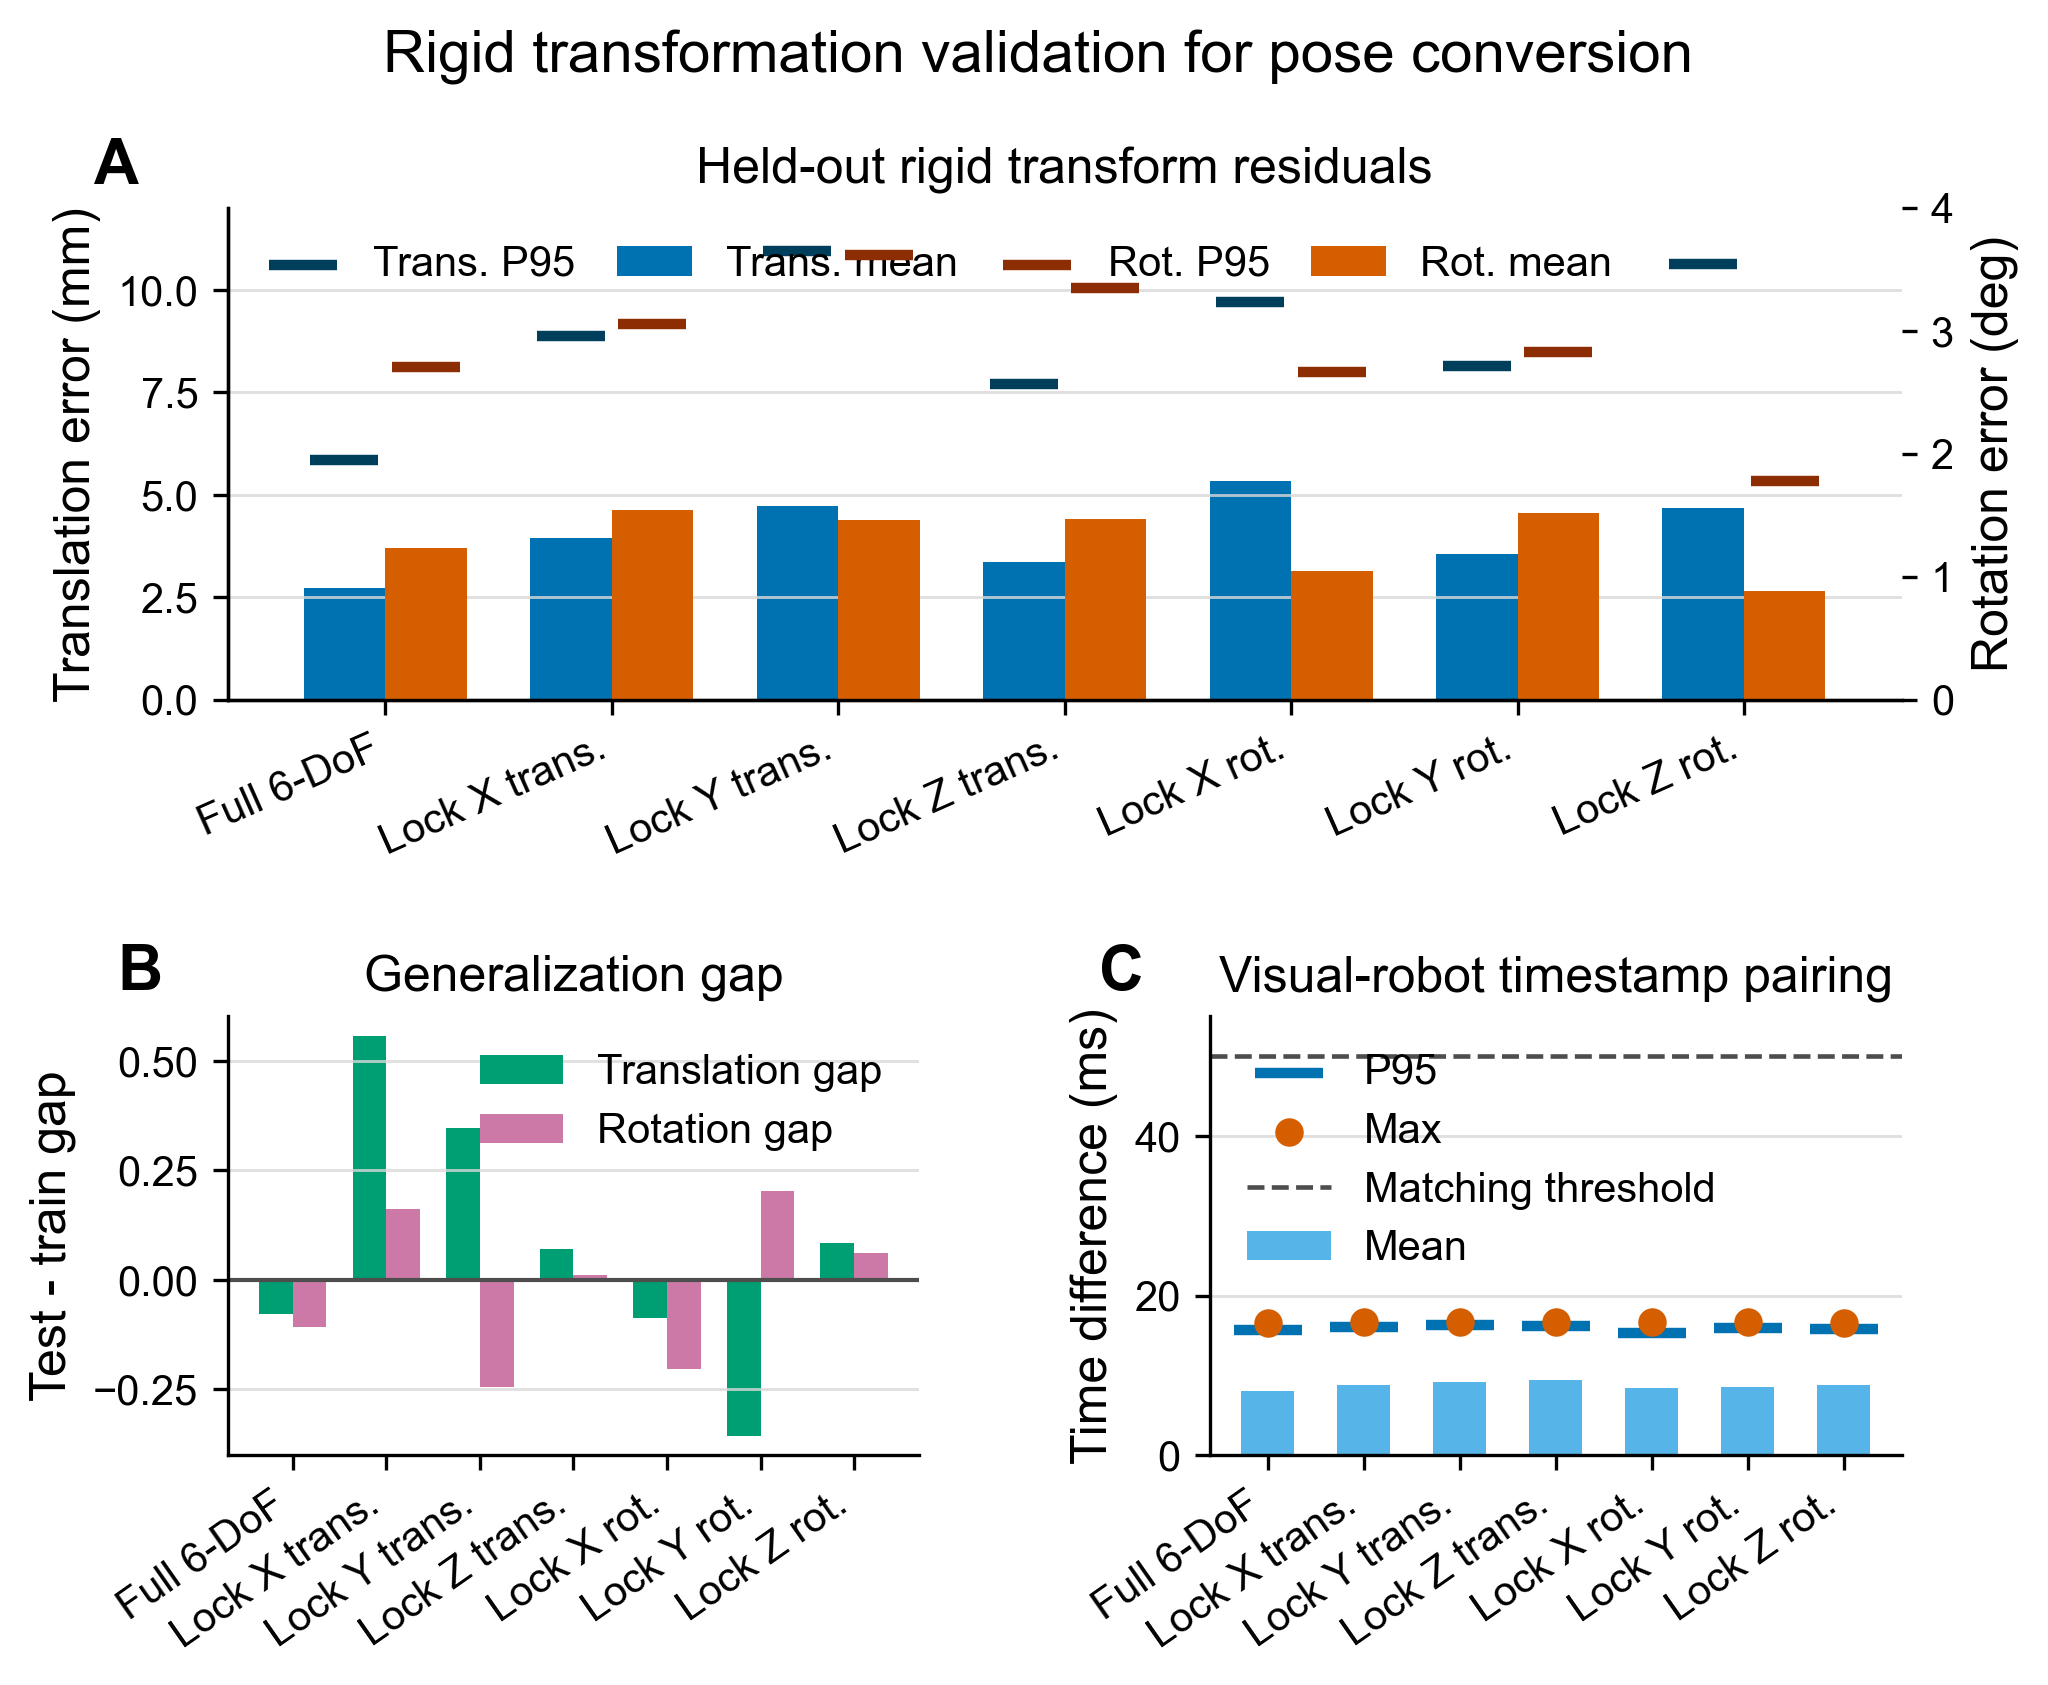 Rigid transformation validation for pose conversion
A
Held-out rigid transform residuals
Translation error (mm)
Rotation error (deg)
Trans. P95
Trans. mean
Rot. P95
Rot. mean
10.0
7.5
5.0
2.5
0.0
4
3
2
1
0
Full 6-DoF
Lock X trans.
Lock Y trans.
Lock Z trans.
Lock X rot.
Lock Y rot.
Lock Z rot.
B
Generalization gap
Test - train gap
Translation gap
Rotation gap
0.50
0.25
0.00
−0.25
Full 6-DoF
Lock X trans.
Lock Y trans.
Lock Z trans.
Lock X rot.
Lock Y rot.
Lock Z rot.
C
Visual-robot timestamp pairing
Time difference (ms)
P95
Max
Matching threshold
Mean
40
20
0
Full 6-DoF
Lock X trans.
Lock Y trans.
Lock Z trans.
Lock X rot.
Lock Y rot.
Lock Z rot.